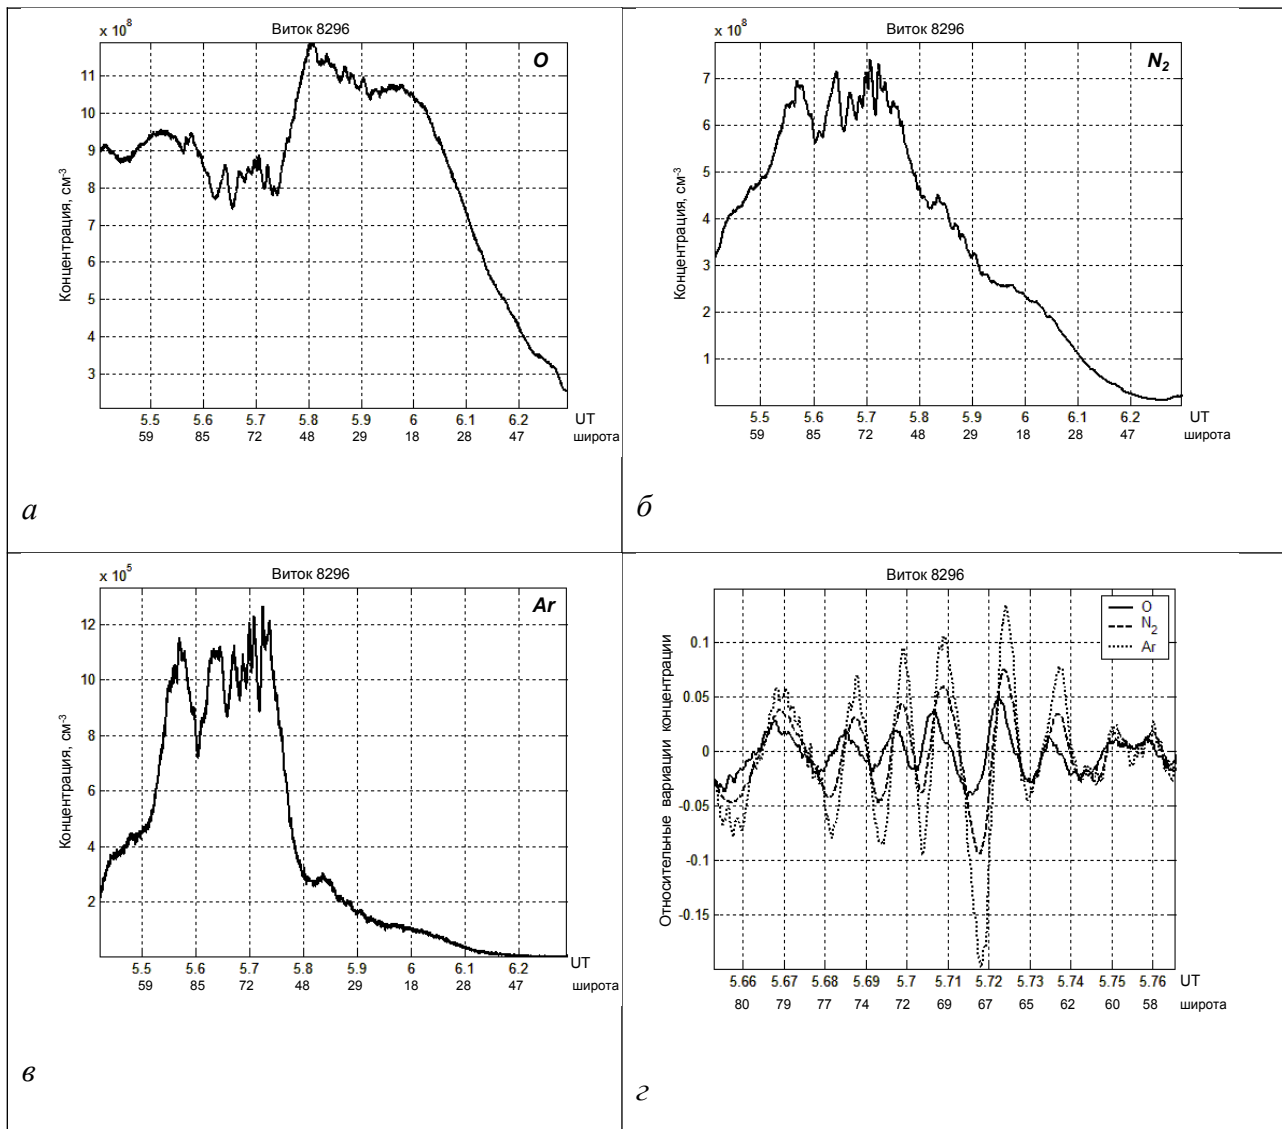 x 10⁸
Виток 8296
O
11
10
9
8
7
6
5
4
3
Концентрация, см⁻³
5.5 5.6 5.7 5.8 5.9 6 6.1 6.2 UT
59 85 72 48 29 18 28 47 широта
а
x 10⁸
Виток 8296
N₂
7
6
5
4
3
2
1
Концентрация, см⁻³
5.5 5.6 5.7 5.8 5.9 6 6.1 6.2 UT
59 85 72 48 29 18 28 47 широта
б
x 10⁵
Виток 8296
Ar
12
10
8
6
4
2
Концентрация, см⁻³
5.5 5.6 5.7 5.8 5.9 6 6.1 6.2 UT
59 85 72 48 29 18 28 47 широта
в
Виток 8296
O
N₂
Ar
0.1
0.05
0
-0.05
-0.1
-0.15
Относительные вариации концентрации
5.66 5.67 5.68 5.69 5.7 5.71 5.72 5.73 5.74 5.75 5.76 UT
80 79 77 74 72 69 67 65 62 60 58 широта
г